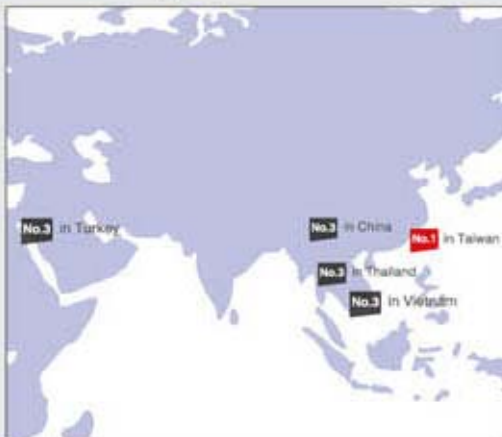 No.3 in Turkey
No.3 in China
No.1 in Taiwan
No.3 in Thailand
No.3 in Vietnam